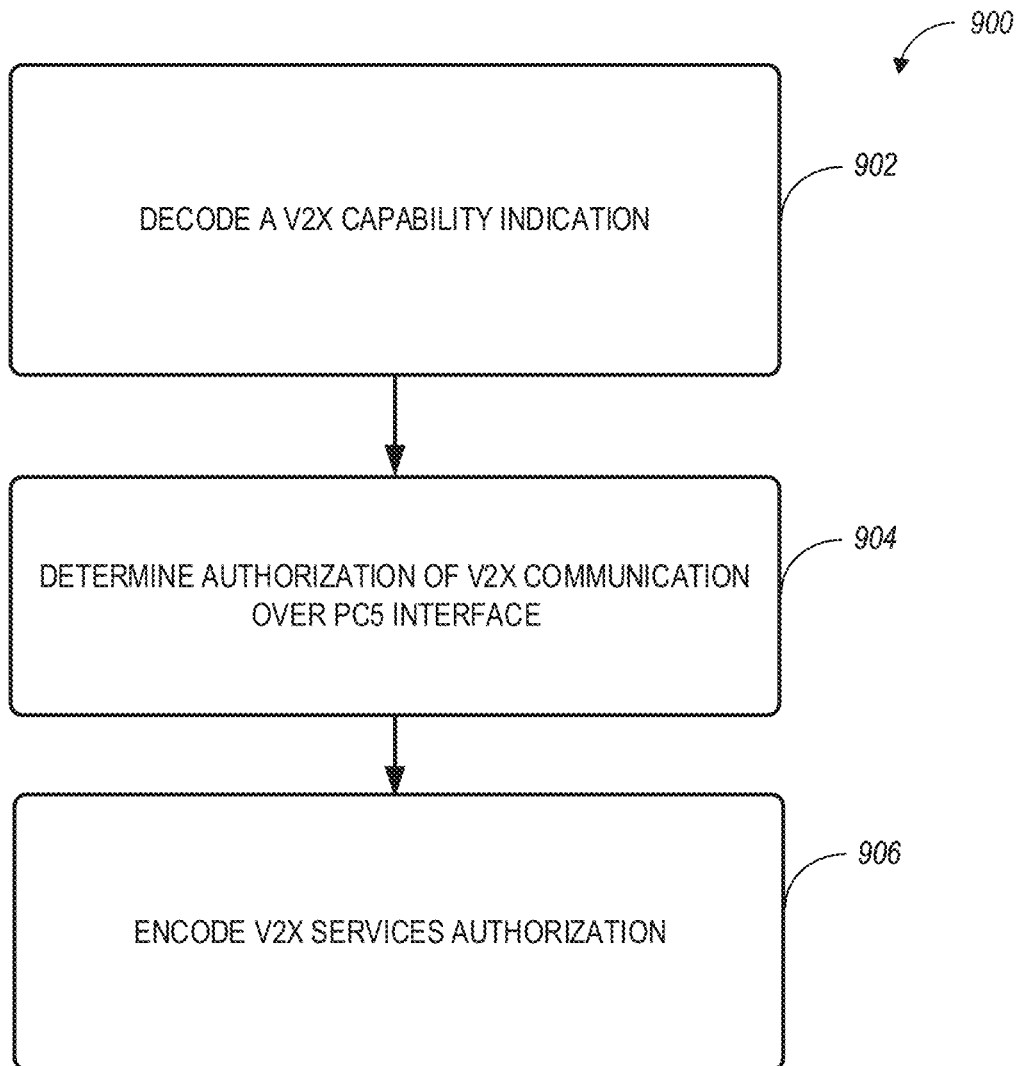 900
DECODE A V2X CAPABILITY INDICATION
902
DETERMINE AUTHORIZATION OF V2X COMMUNICATION
OVER PC5 INTERFACE
904
ENCODE V2X SERVICES AUTHORIZATION
906